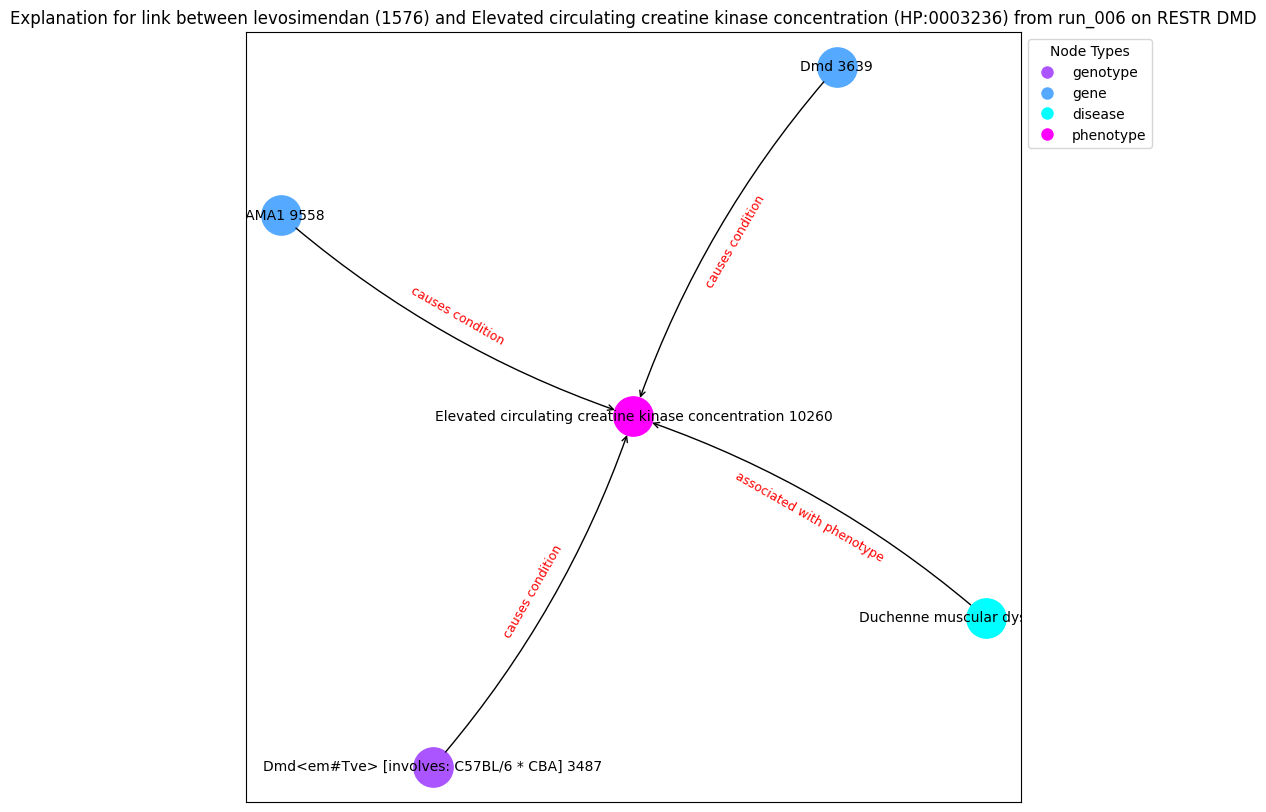 Explanation for link between levosimendan (1576) and Elevated circulating creatine kinase concentration (HP:0003236) from run_006 on RESTR DMD
Node Types
genotype
gene
disease
phenotype
Dmd 3639
AMA1 9558
causes condition
causes condition
Elevated circulating creatine kinase concentration 10260
associated with phenotype
causes condition
Duchenne muscular dys
Dmd<em#Tve> [involves: C57BL/6 * CBA] 3487